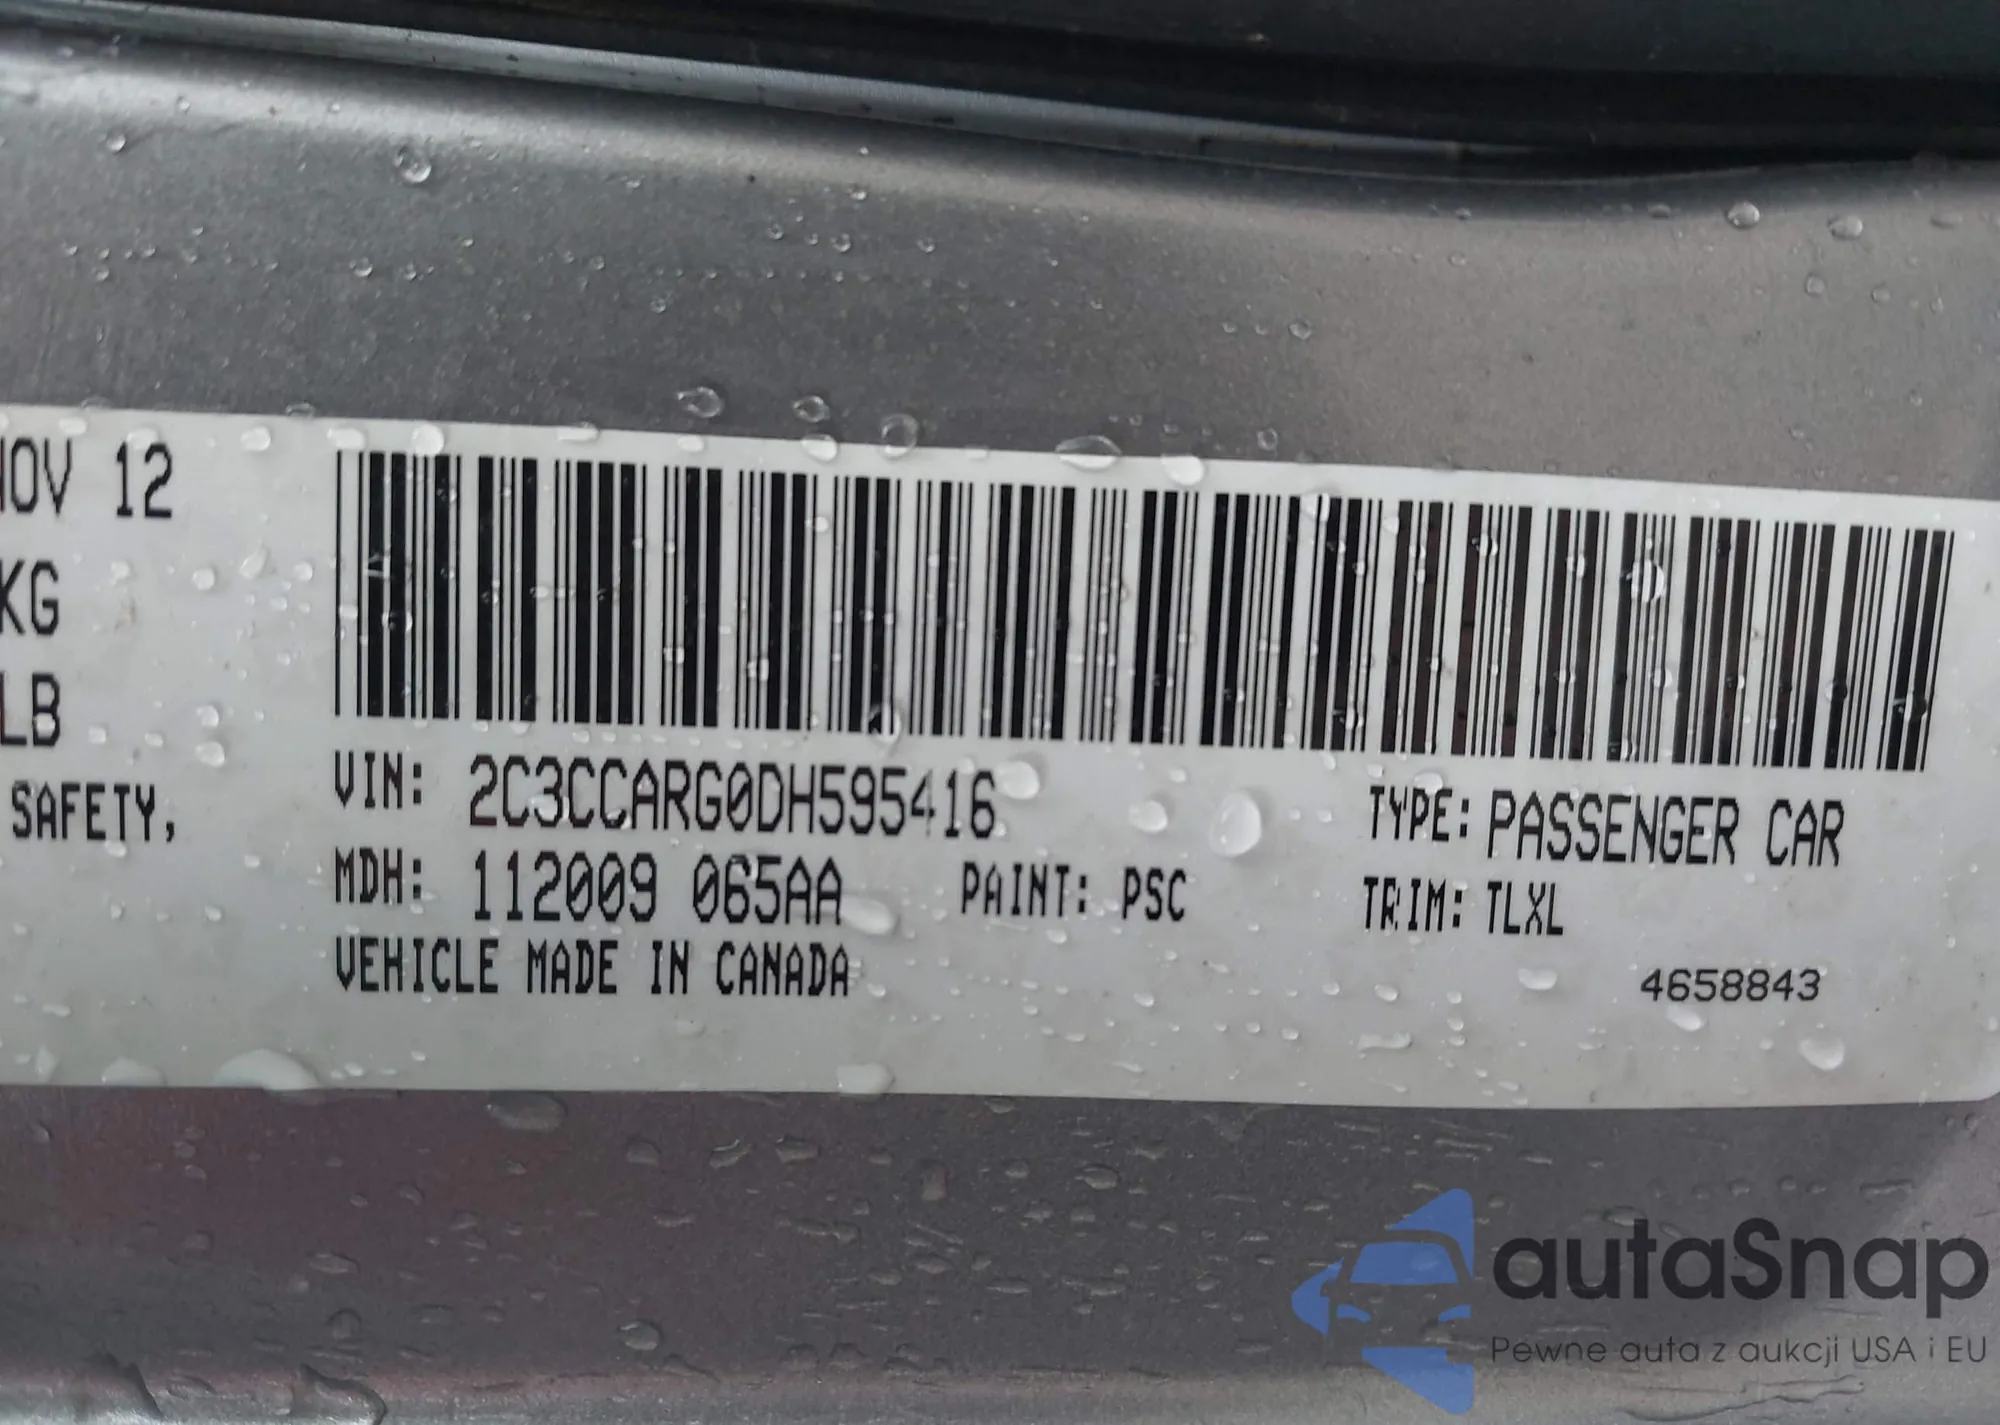 NOV 12
KG
LB
SAFETY,
VIN: 2C3CCARG0DH595416
TYPE: PASSENGER CAR
MDH: 112009 065AA
PAINT: PSC
TRIM: TLXL
VEHICLE MADE IN CANADA
4658843
autaSnap
Pewne auta z aukcji USA i EU